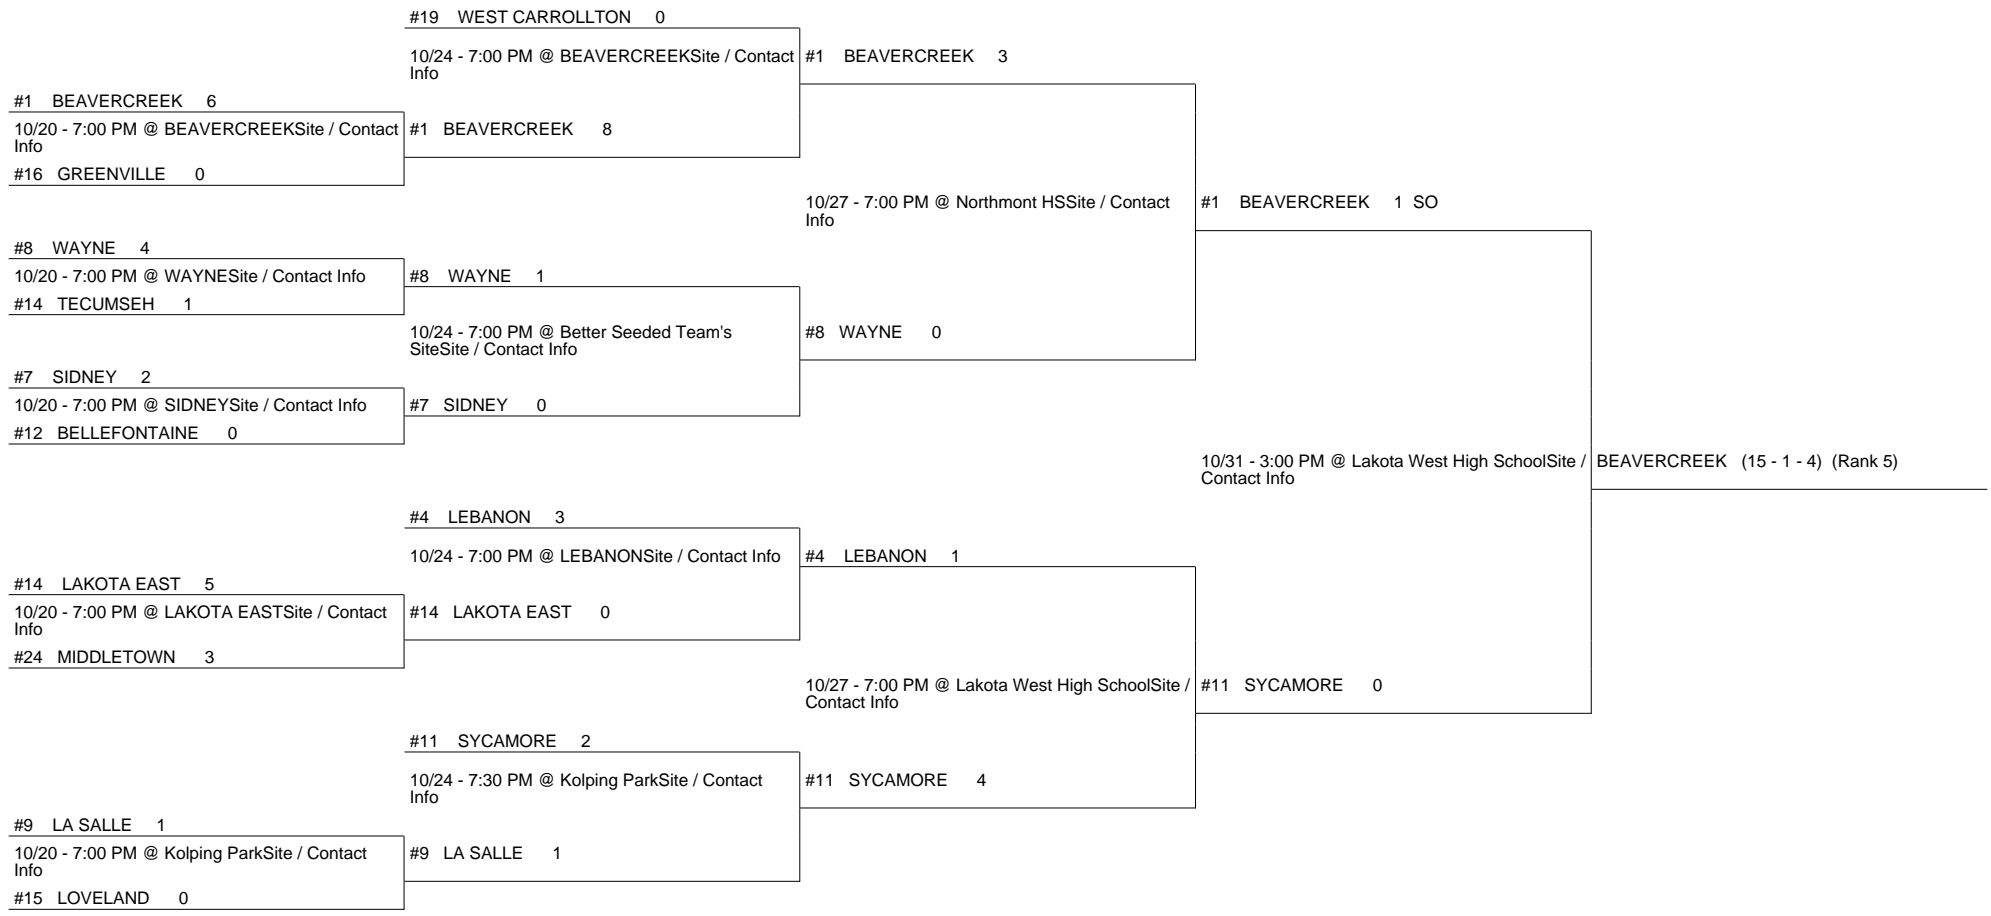 #19 WEST CARROLLTON 0
10/24 - 7:00 PM @ BEAVERCREEKSite / Contact
Info
#1 BEAVERCREEK 3
#1 BEAVERCREEK 6
10/20 - 7:00 PM @ BEAVERCREEKSite / Contact
Info
#1 BEAVERCREEK 8
#16 GREENVILLE 0
10/27 - 7:00 PM @ Northmont HSSite / Contact
Info
#1 BEAVERCREEK 1 SO
#8 WAYNE 4
10/20 - 7:00 PM @ WAYNESite / Contact Info
#8 WAYNE 1
#14 TECUMSEH 1
10/24 - 7:00 PM @ Better Seeded Team's
SiteSite / Contact Info
#8 WAYNE 0
#7 SIDNEY 2
10/20 - 7:00 PM @ SIDNEYSite / Contact Info
#7 SIDNEY 0
#12 BELLEFONTAINE 0
10/31 - 3:00 PM @ Lakota West High SchoolSite /
Contact Info
BEAVERCREEK (15 - 1 - 4) (Rank 5)
#4 LEBANON 3
10/24 - 7:00 PM @ LEBANONSite / Contact Info
#4 LEBANON 1
#14 LAKOTA EAST 5
10/20 - 7:00 PM @ LAKOTA EASTSite / Contact
Info
#14 LAKOTA EAST 0
#24 MIDDLETOWN 3
10/27 - 7:00 PM @ Lakota West High SchoolSite /
Contact Info
#11 SYCAMORE 0
#11 SYCAMORE 2
10/24 - 7:30 PM @ Kolping ParkSite / Contact
Info
#11 SYCAMORE 4
#9 LA SALLE 1
10/20 - 7:00 PM @ Kolping ParkSite / Contact
Info
#9 LA SALLE 1
#15 LOVELAND 0